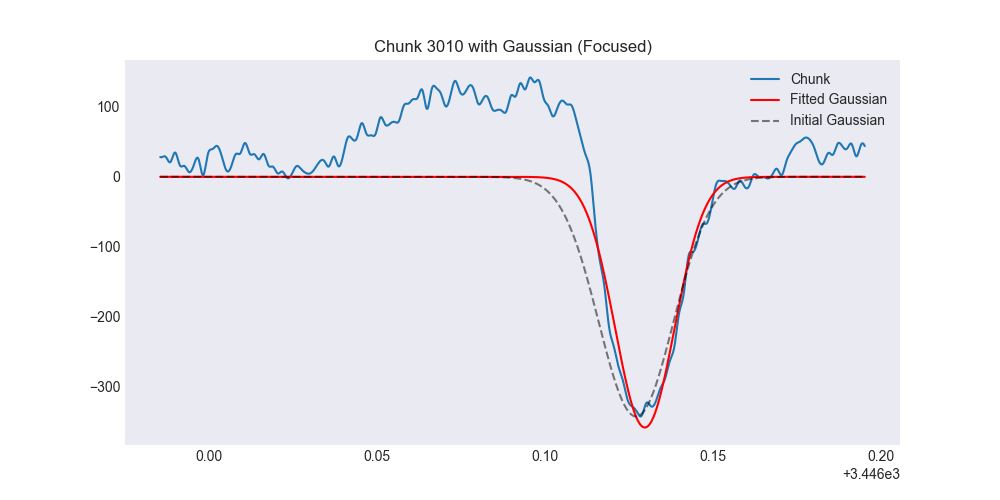 Chunk 3010 with Gaussian (Focused)
Chunk
Fitted Gaussian
Initial Gaussian
100
0
−100
−200
−300
0.00 0.05 0.10 0.15 0.20
+3.446e3